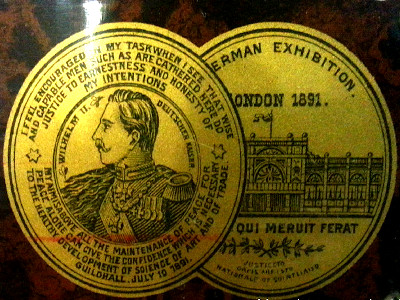 I FEEL ENCOURAGED IN MY TASK WHEN I SEE THAT WISE
AND CAPABLE MEN, SUCH AS ARE GATHERED HERE DO
JUSTICE TO EARNESTNESS AND HONESTY OF
MY INTENTIONS
WILHELM II.
DEUTSCHER KAISER
MY AIM IS ABOVE ALL THE MAINTENANCE OF PEACE. FOR
PEACE ALONE CAN GIVE THE CONFIDENCE WHICH IS NECESSARY
TO THE HEALTHY DEVELOPMENT OF SCIENCE OF ART AND OF TRADE.
GUILDHALL, JULY 10 1891.
GERMAN EXHIBITION.
LONDON 1891.
QUI MERUIT FERAT